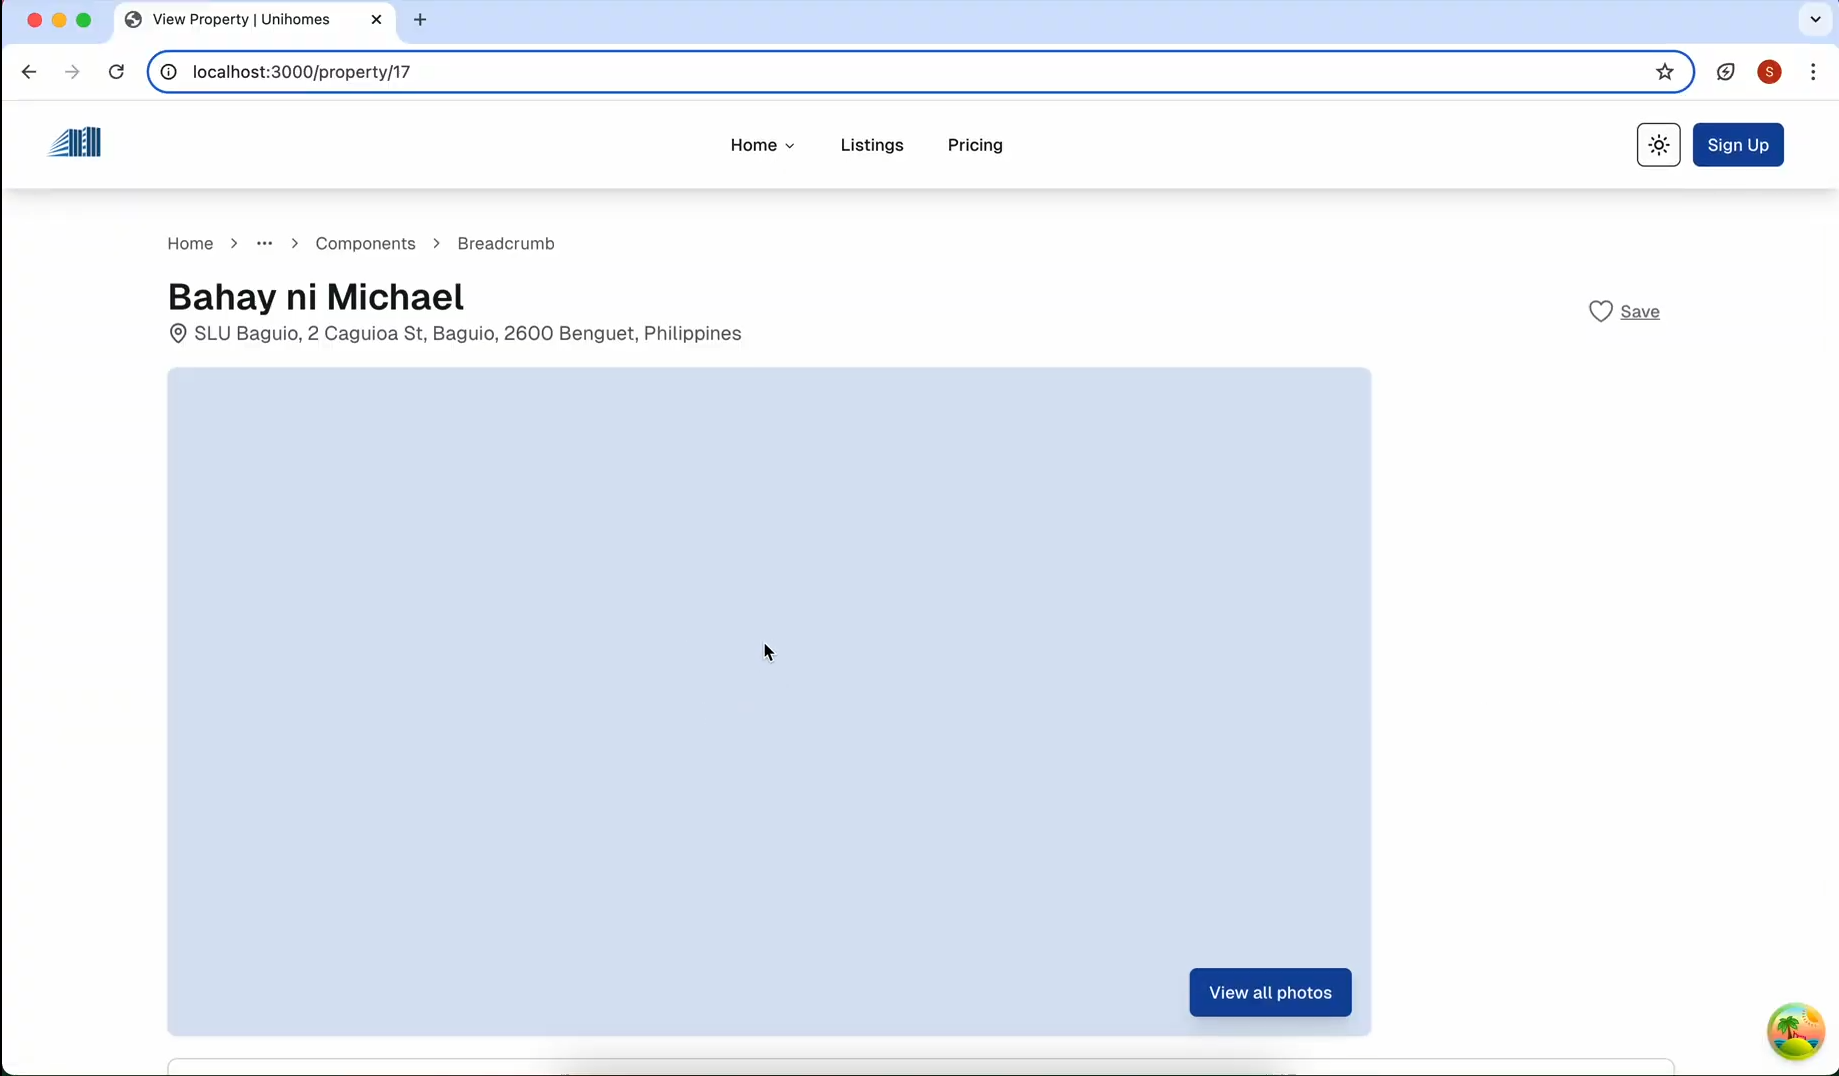 View Property | Unihomes
localhost:3000/property/17
S
Home
Listings
Pricing
Sign Up
Home > ••• > Components > Breadcrumb
Bahay ni Michael
SLU Baguio, 2 Caguioa St, Baguio, 2600 Benguet, Philippines
Save
View all photos